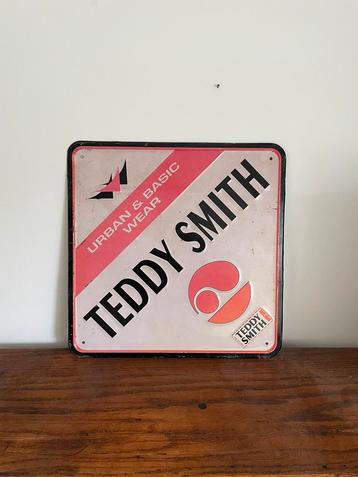 URBAN & BASIC
WEAR
TEDDY SMITH
TEDDY
SMITH